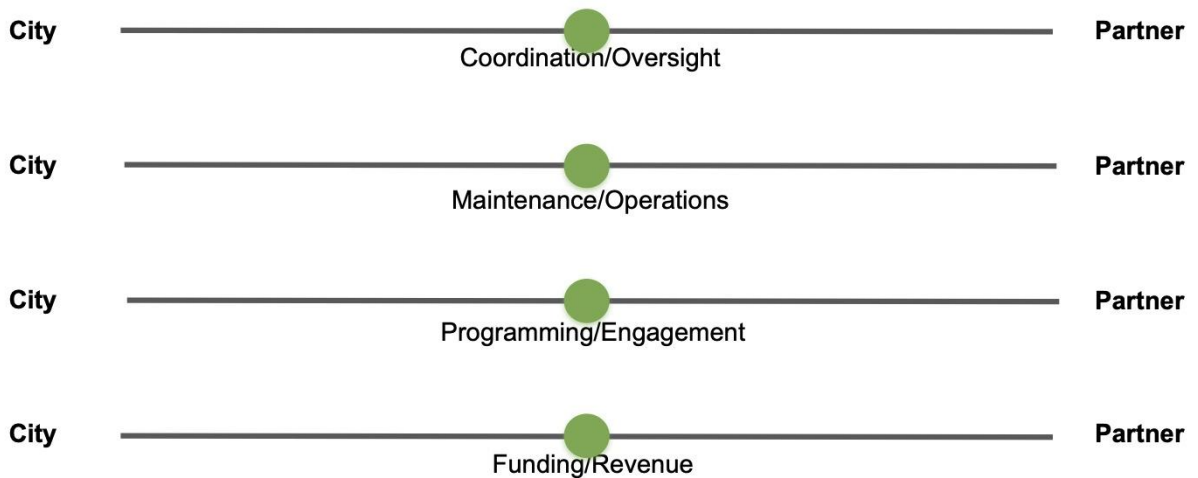 City Partner
Coordination/Oversight
City Partner
Maintenance/Operations
City Partner
Programming/Engagement
City Partner
Funding/Revenue